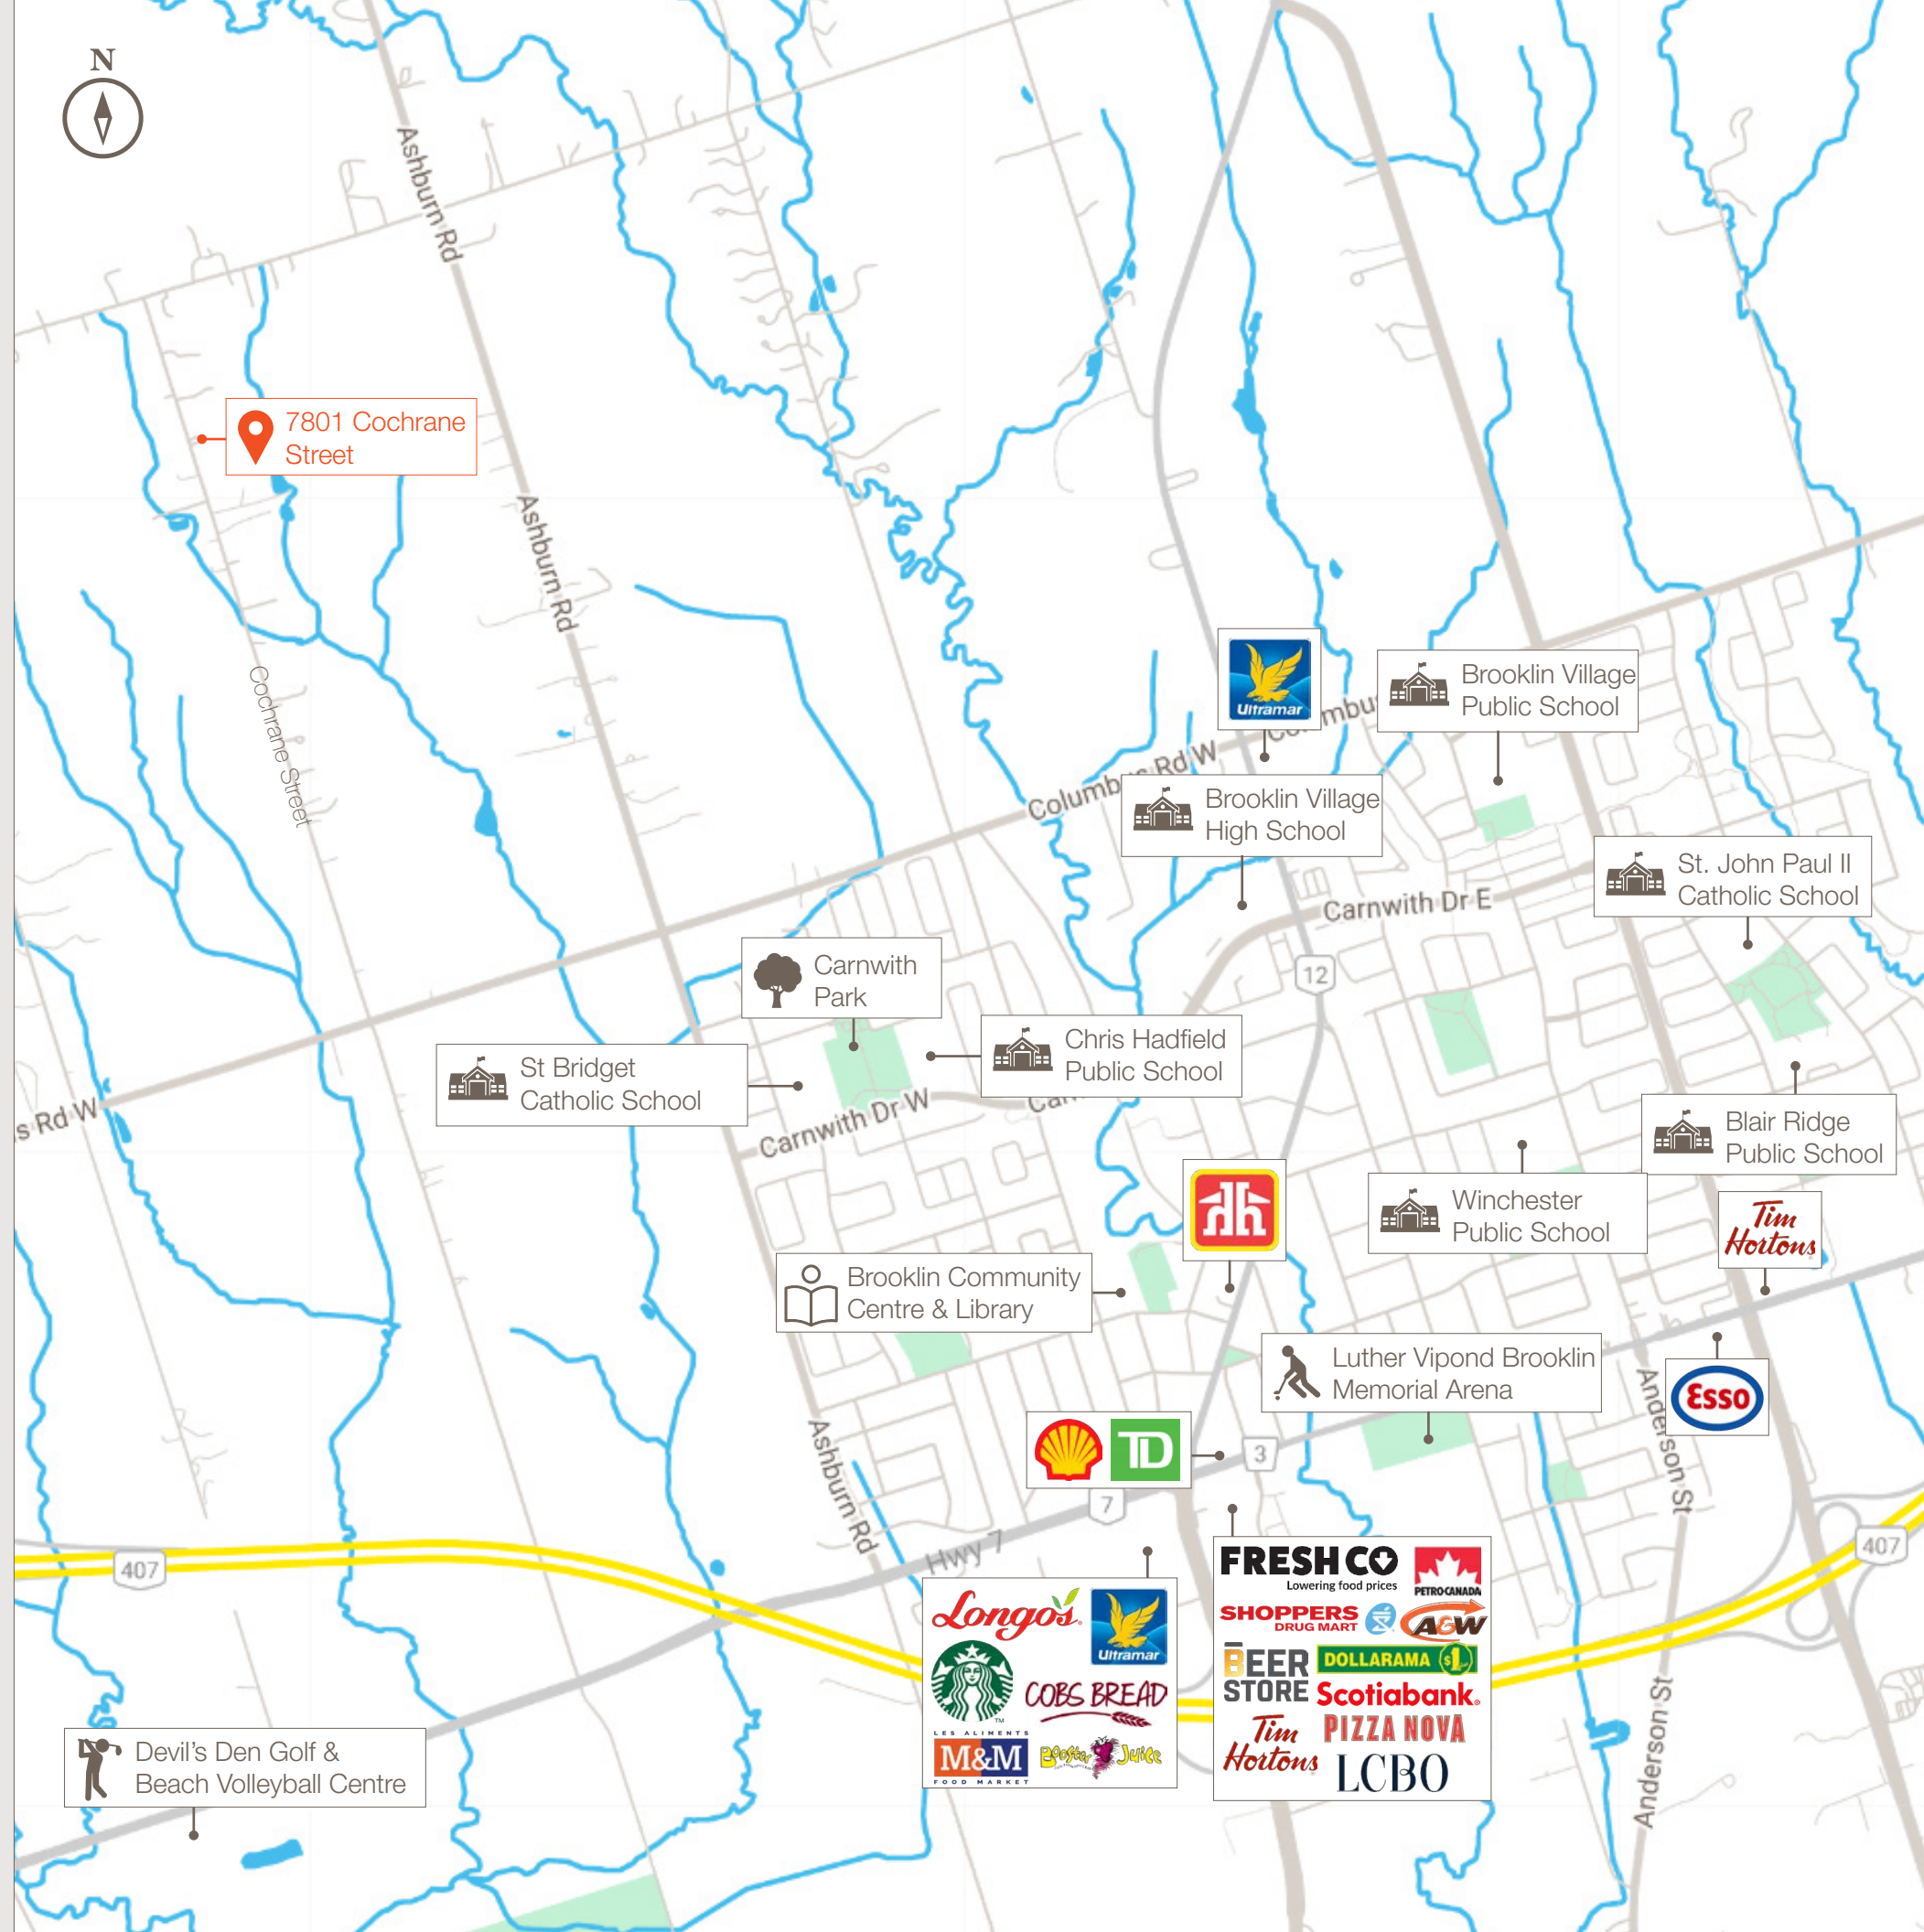 N
Ashburn Rd
7801 Cochrane
Street
Ashburn Rd
Cochrane Street
Ultramar
Brooklin Village
Public School
Columb
Rd W
mbu
Brooklin Village
High School
St. John Paul II
Catholic School
Carnwith Dr E
12
Carnwith
Park
Chris Hadfield
Public School
St Bridget
Catholic School
Carnwith Dr W
s Rd W
Blair Ridge
Public School
Winchester
Public School
Tim
Hortons
Brooklin Community
Centre & Library
Luther Vipond Brooklin
Memorial Arena
Esso
Anderson St
Ashburn Rd
TD
3
7
Hwy 7
407
407
Longo's
Ultramar
COBS BREAD
LES ALIMENTS
M&M
FOOD MARKET
Booster Juice
FRESHCO
Lowering food prices
PETRO-CANADA
SHOPPERS
DRUG MART
A&W
BEER
STORE
DOLLARAMA $1
Scotiabank
Tim
Hortons
PIZZA NOVA
LCBO
Anderson St
Devil's Den Golf &
Beach Volleyball Centre